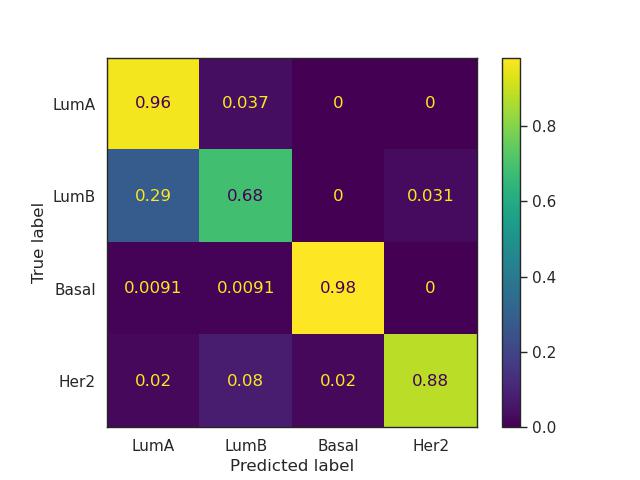 LumA 0.96 0.037 0 0
LumB 0.29 0.68 0 0.031
Basal 0.0091 0.0091 0.98 0
Her2 0.02 0.08 0.02 0.88
LumA LumB Basal Her2
Predicted label
True label
0.8
0.6
0.4
0.2
0.0